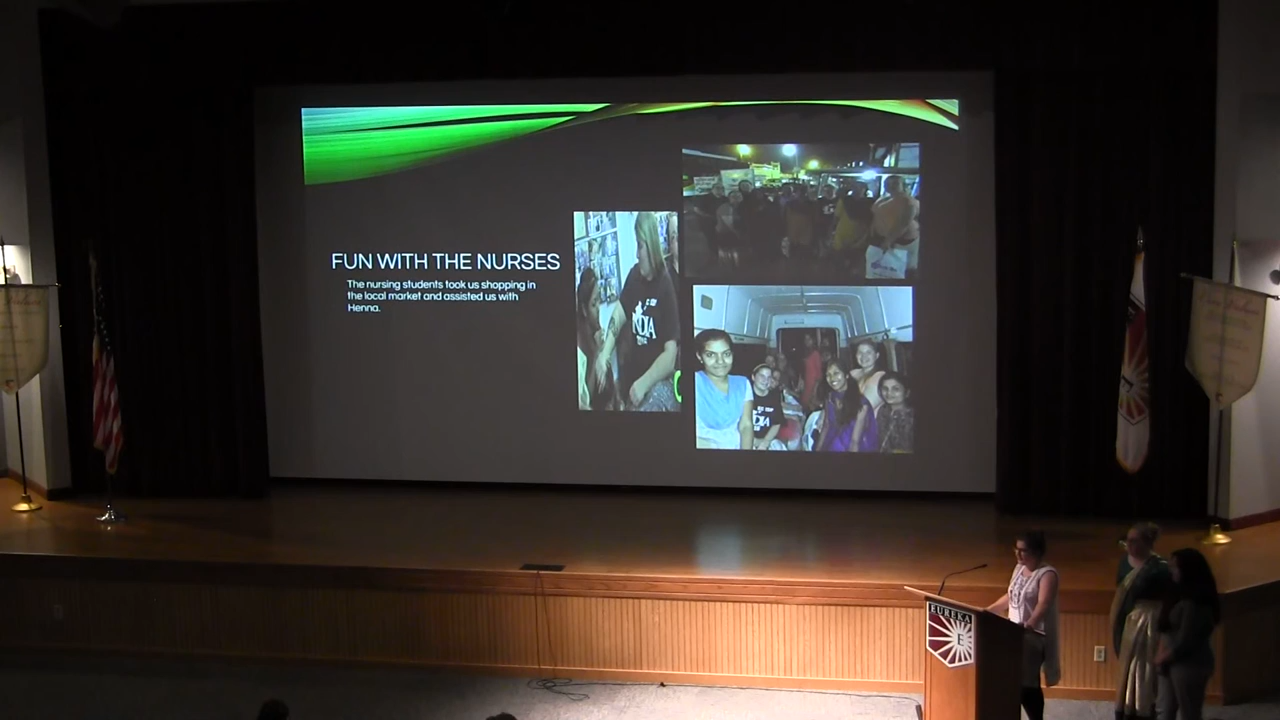 FUN WITH THE NURSES
The nursing students took us shopping in
the local market and assisted us with
Henna.
EUREKA
E